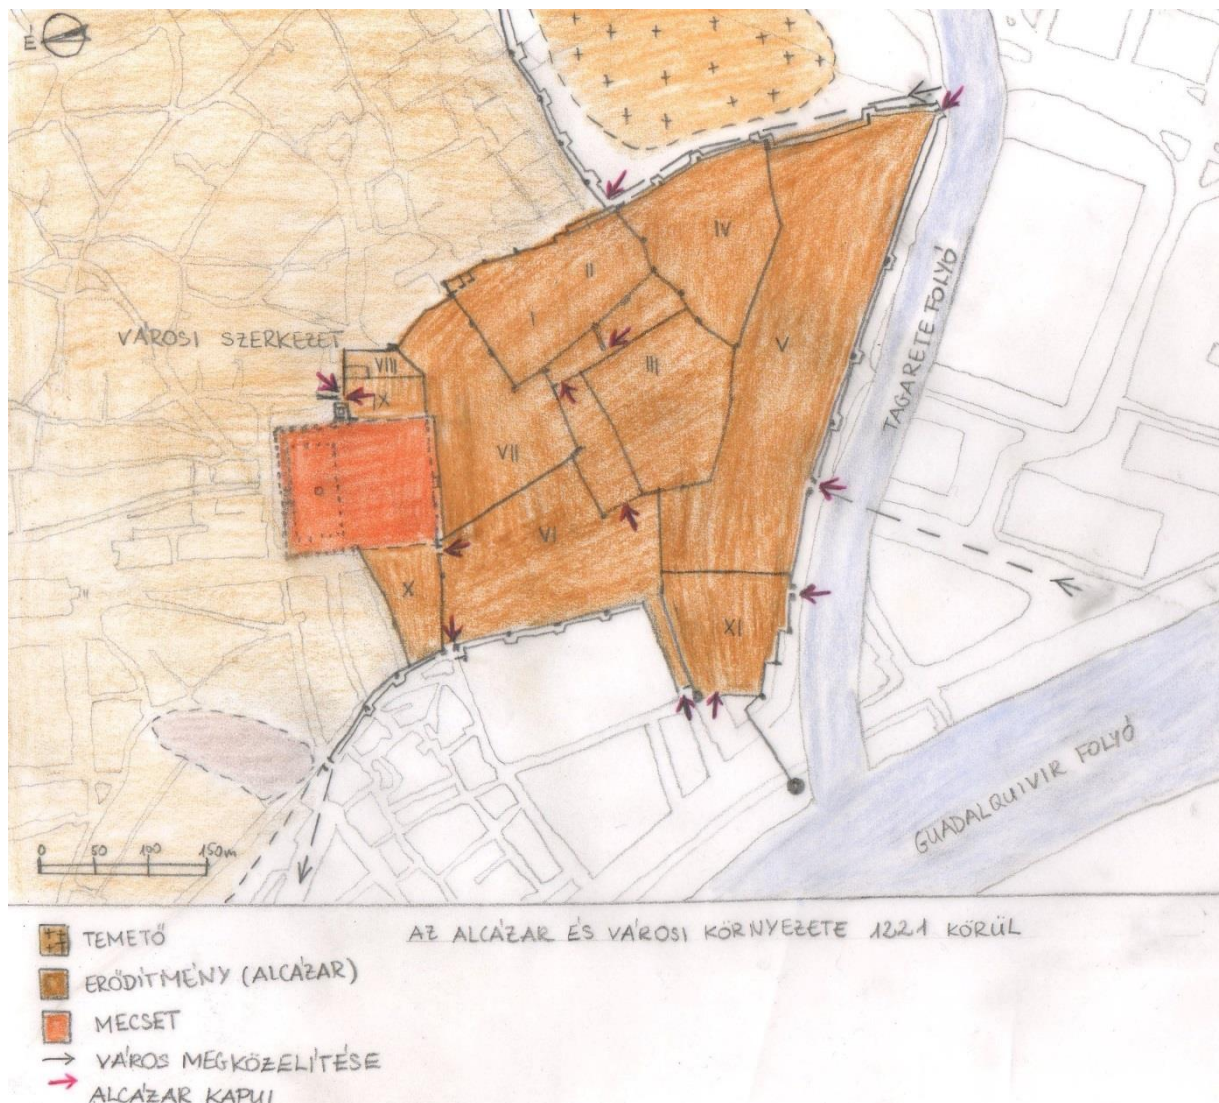 É
VÁROSI SZERKEZET
I
II
III
IV
V
VI
VII
VIII
IX
X
XI
TAGARETE FOLYÓ
GUADALQUIVIR FOLYÓ
0 50 100 150m
AZ ALCÁZAR ÉS VÁROSI KÖRNYEZETE 1221 KÖRÜL
TEMETŐ
ERŐDÍTMÉNY (ALCÁZAR)
MECSET
VÁROS MEGKÖZELÍTÉSE
ALCÁZAR KAPUI